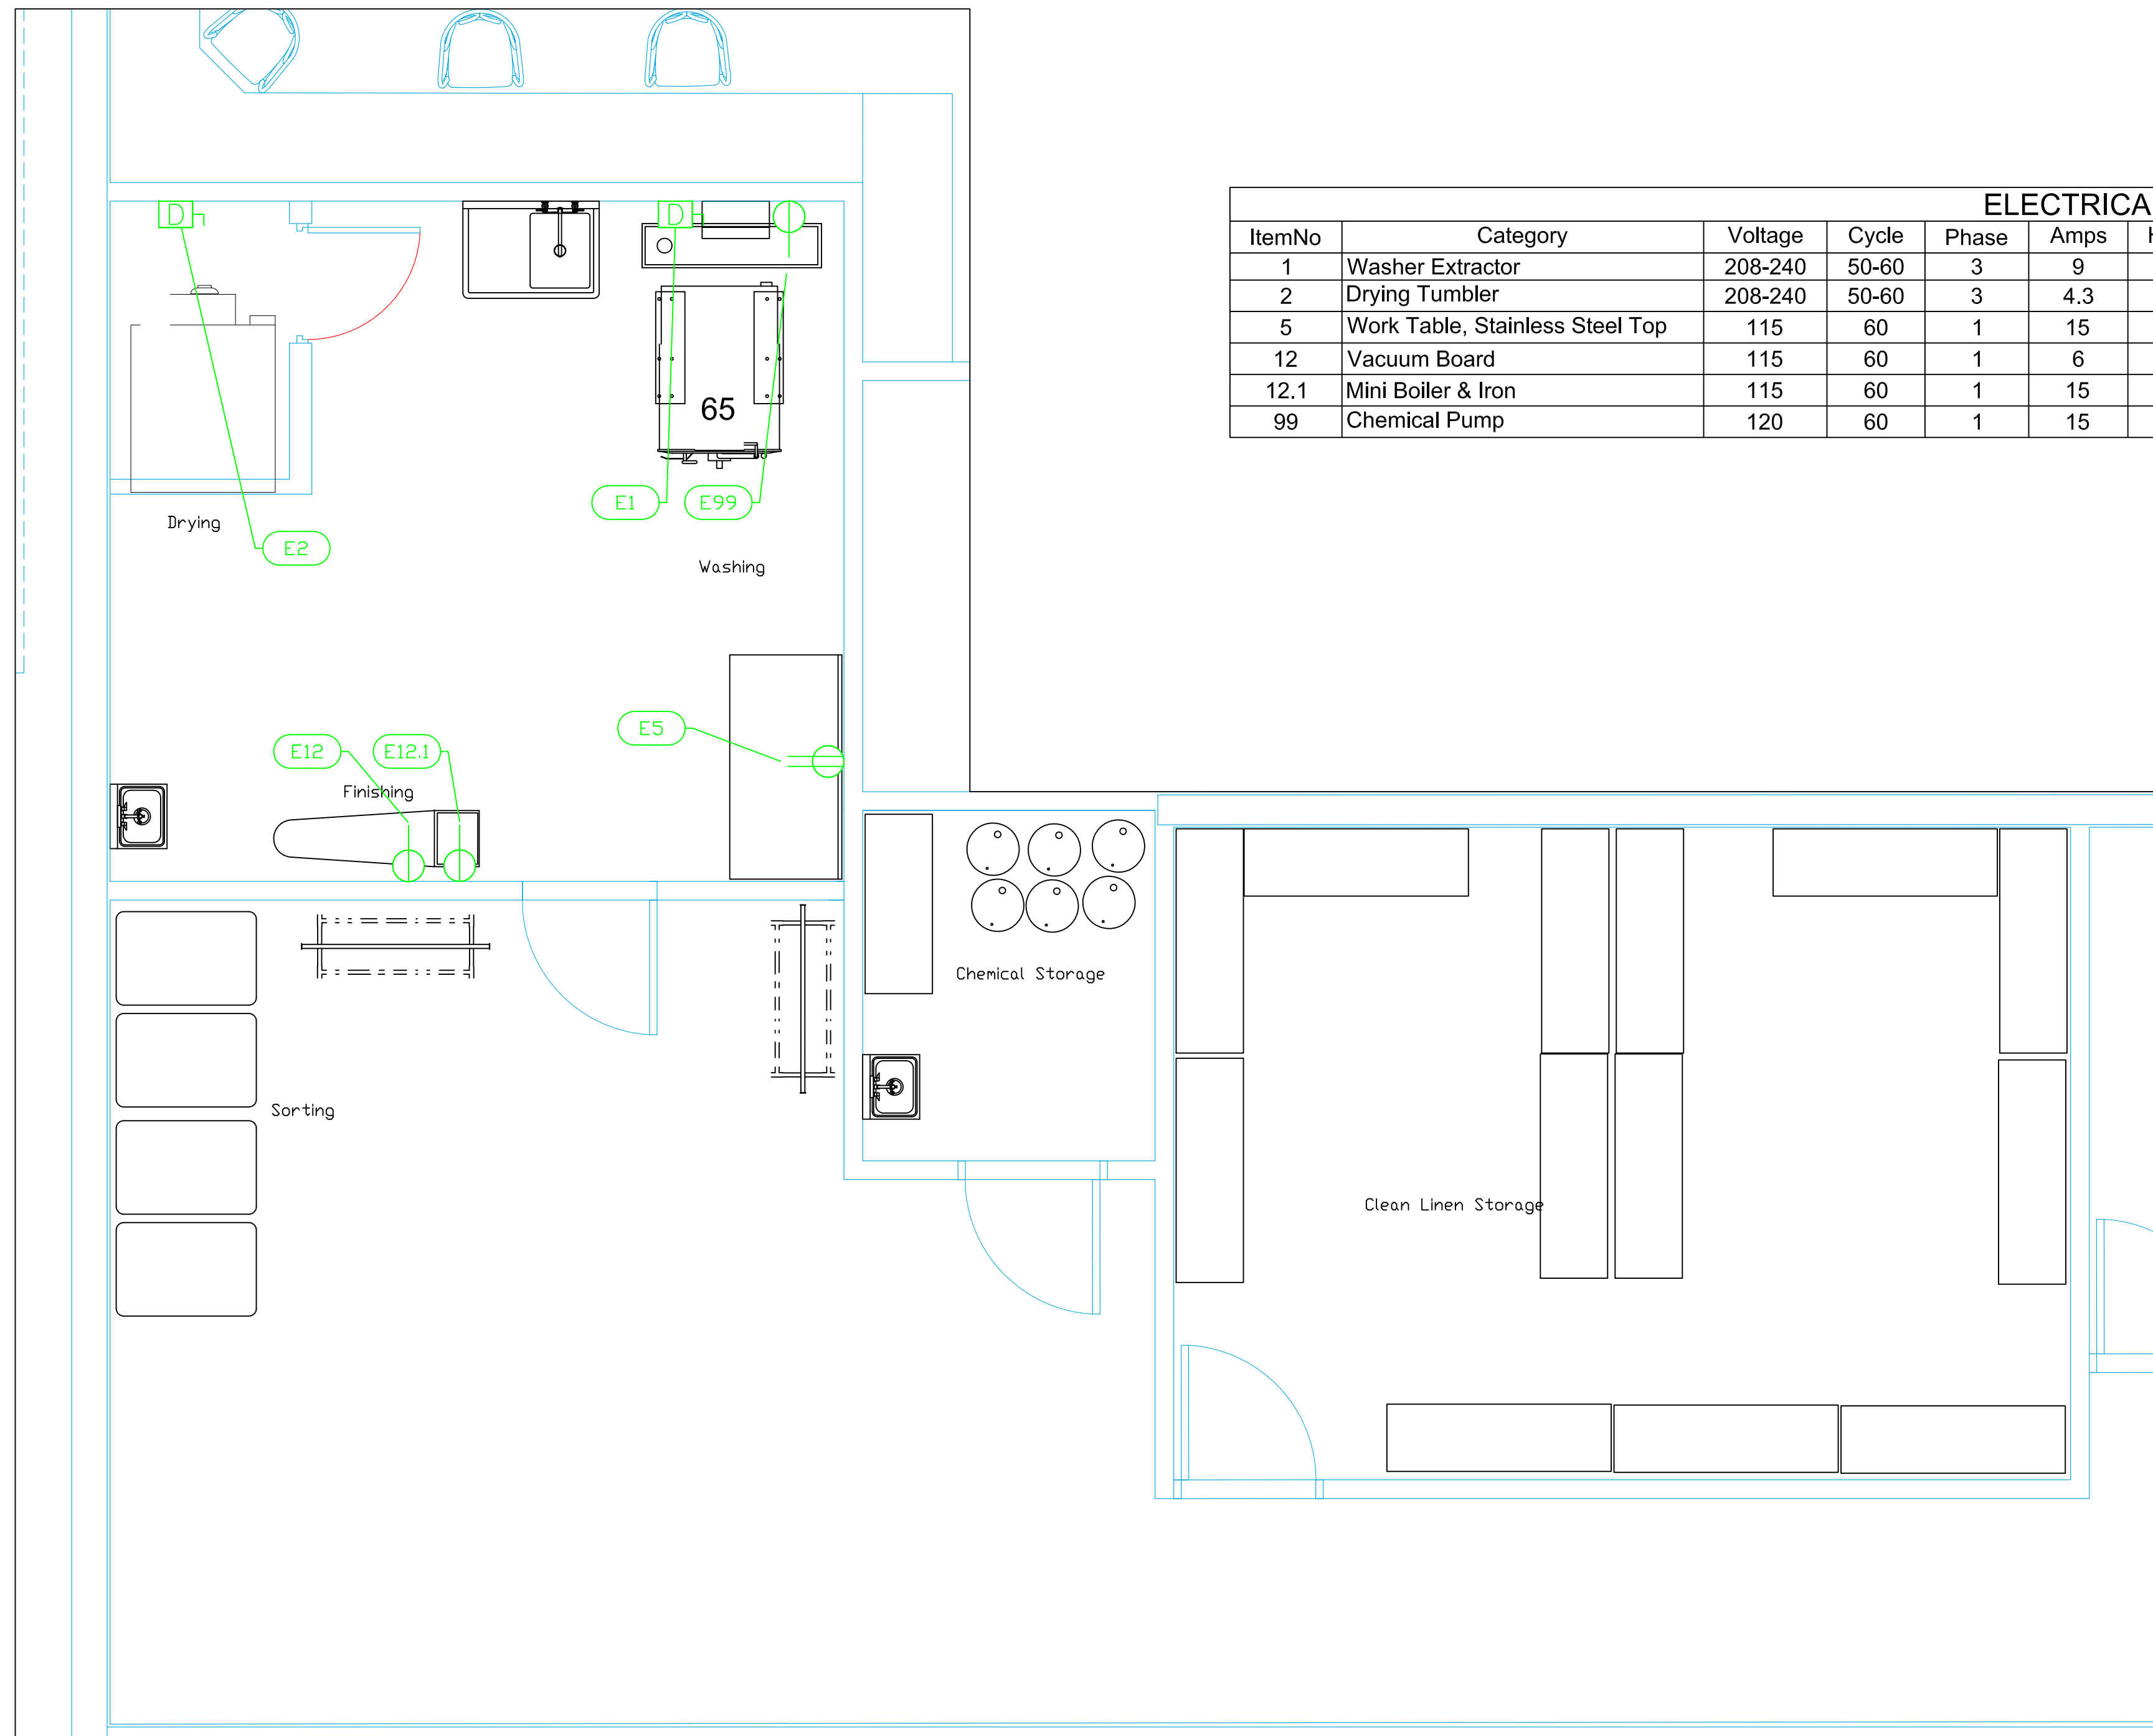 ELECTRICA
ItemNo Category Voltage Cycle Phase Amps
1 Washer Extractor 208-240 50-60 3 9
2 Drying Tumbler 208-240 50-60 3 4.3
5 Work Table, Stainless Steel Top 115 60 1 15
12 Vacuum Board 115 60 1 6
12.1 Mini Boiler & Iron 115 60 1 15
99 Chemical Pump 120 60 1 15
D D
65
E1 E99
Drying
E2
Washing
E5
E12 E12.1
Finishing
Chemical Storage
Sorting
Clean Linen Storage